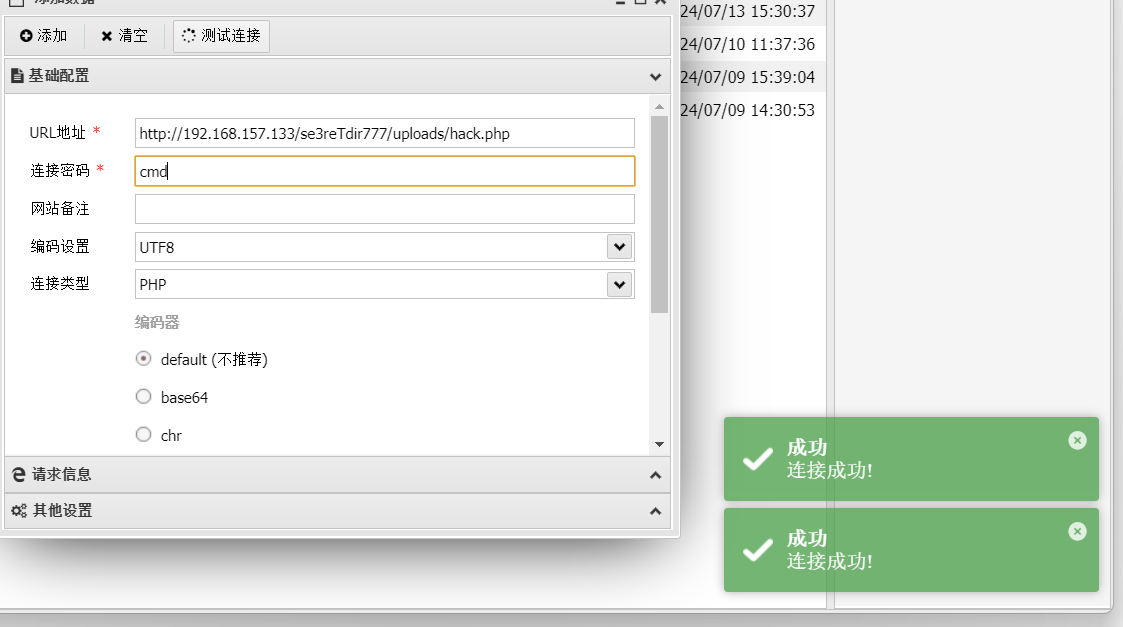 添加数据
添加 清空 测试连接
基础配置
URL地址 * http://192.168.157.133/se3reTdir777/uploads/hack.php
连接密码 * cmd
网站备注
编码设置 UTF8
连接类型 PHP
编码器
default (不推荐)
base64
chr
请求信息
其他设置
24/07/13 15:30:37
24/07/10 11:37:36
24/07/09 15:39:04
24/07/09 14:30:53
成功
连接成功!
成功
连接成功!